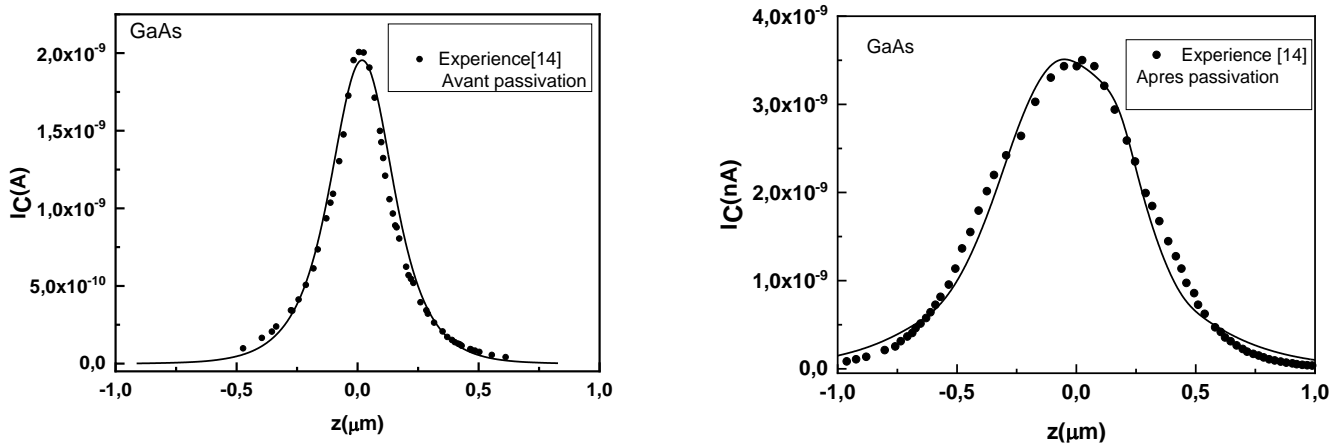 GaAs
Experience[14]
Avant passivation
2,0x10-9
1,5x10-9
1,0x10-9
5,0x10-10
0,0
IC(A)
-1,0
-0,5
0,0
0,5
1,0
z(μm)
GaAs
Experience [14]
Apres passivation
4,0x10-9
3,0x10-9
2,0x10-9
1,0x10-9
0,0
IC(nA)
-1,0
-0,5
0,0
0,5
1,0
z(μm)